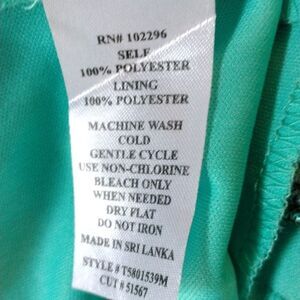 RN# 102296
SELF
100% POLYESTER
LINING
100% POLYESTER
MACHINE WASH
COLD
GENTLE CYCLE
USE NON-CHLORINE
BLEACH ONLY
WHEN NEEDED
DRY FLAT
DO NOT IRON
MADE IN SRI LANKA
STYLE # T5801539M
CUT # 51567